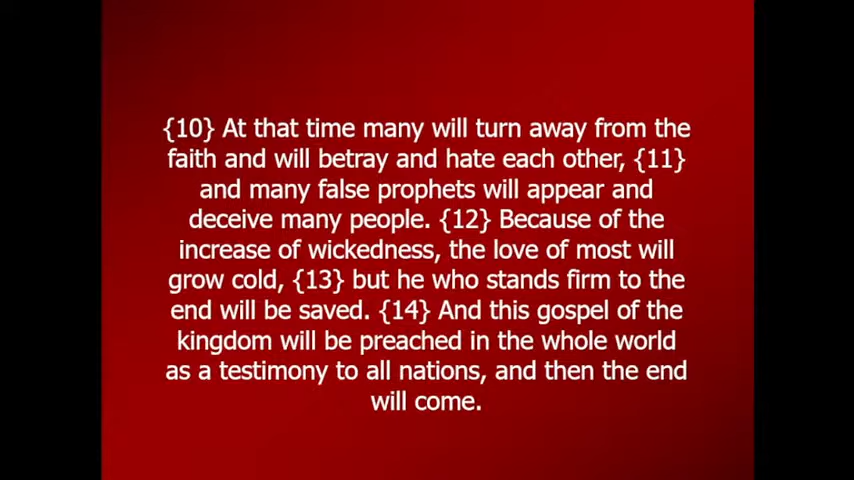 {10} At that time many will turn away from the
faith and will betray and hate each other, {11}
and many false prophets will appear and
deceive many people. {12} Because of the
increase of wickedness, the love of most will
grow cold, {13} but he who stands firm to the
end will be saved. {14} And this gospel of the
kingdom will be preached in the whole world
as a testimony to all nations, and then the end
will come.